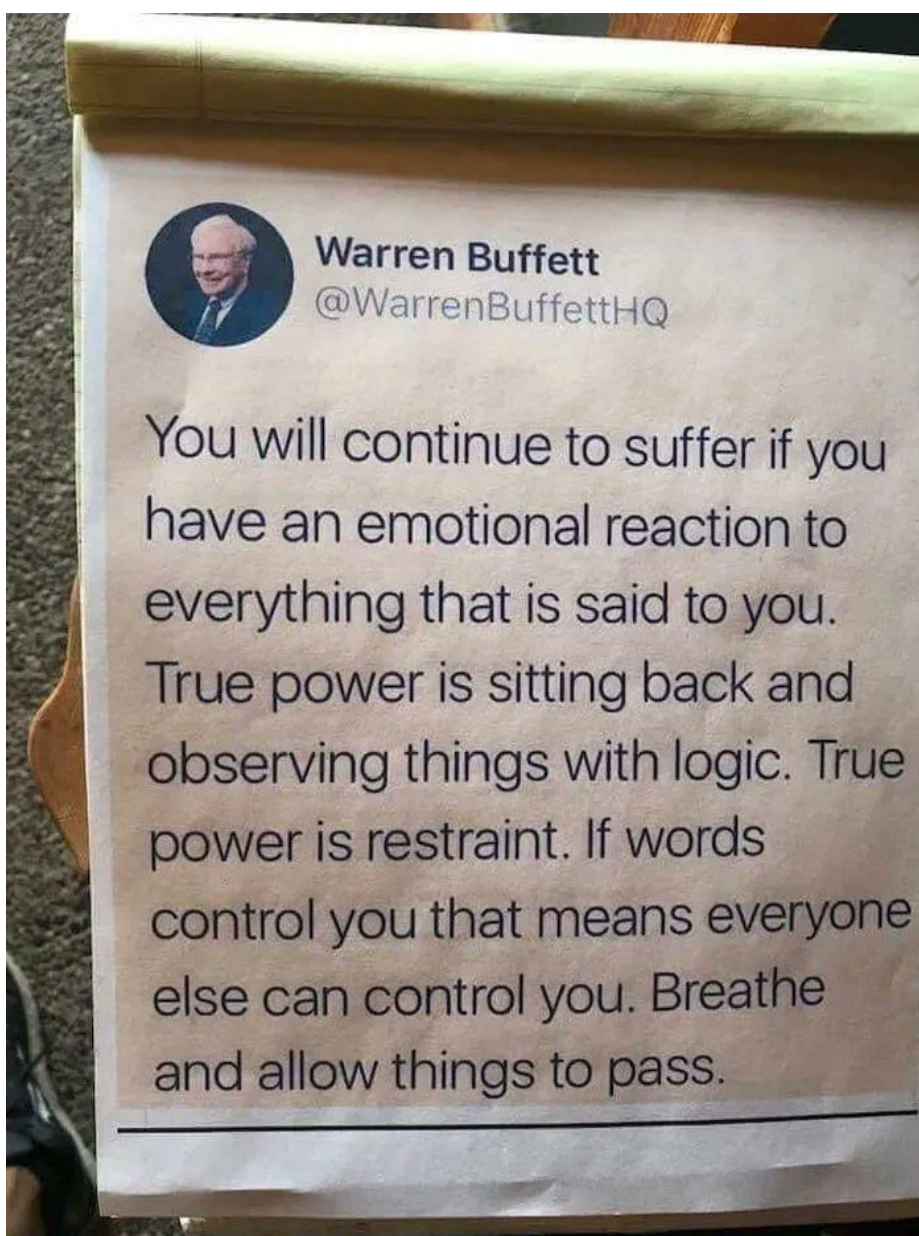 Warren Buffett
@WarrenBuffettHQ
You will continue to suffer if you
have an emotional reaction to
everything that is said to you.
True power is sitting back and
observing things with logic. True
power is restraint. If words
control you that means everyone
else can control you. Breathe
and allow things to pass.